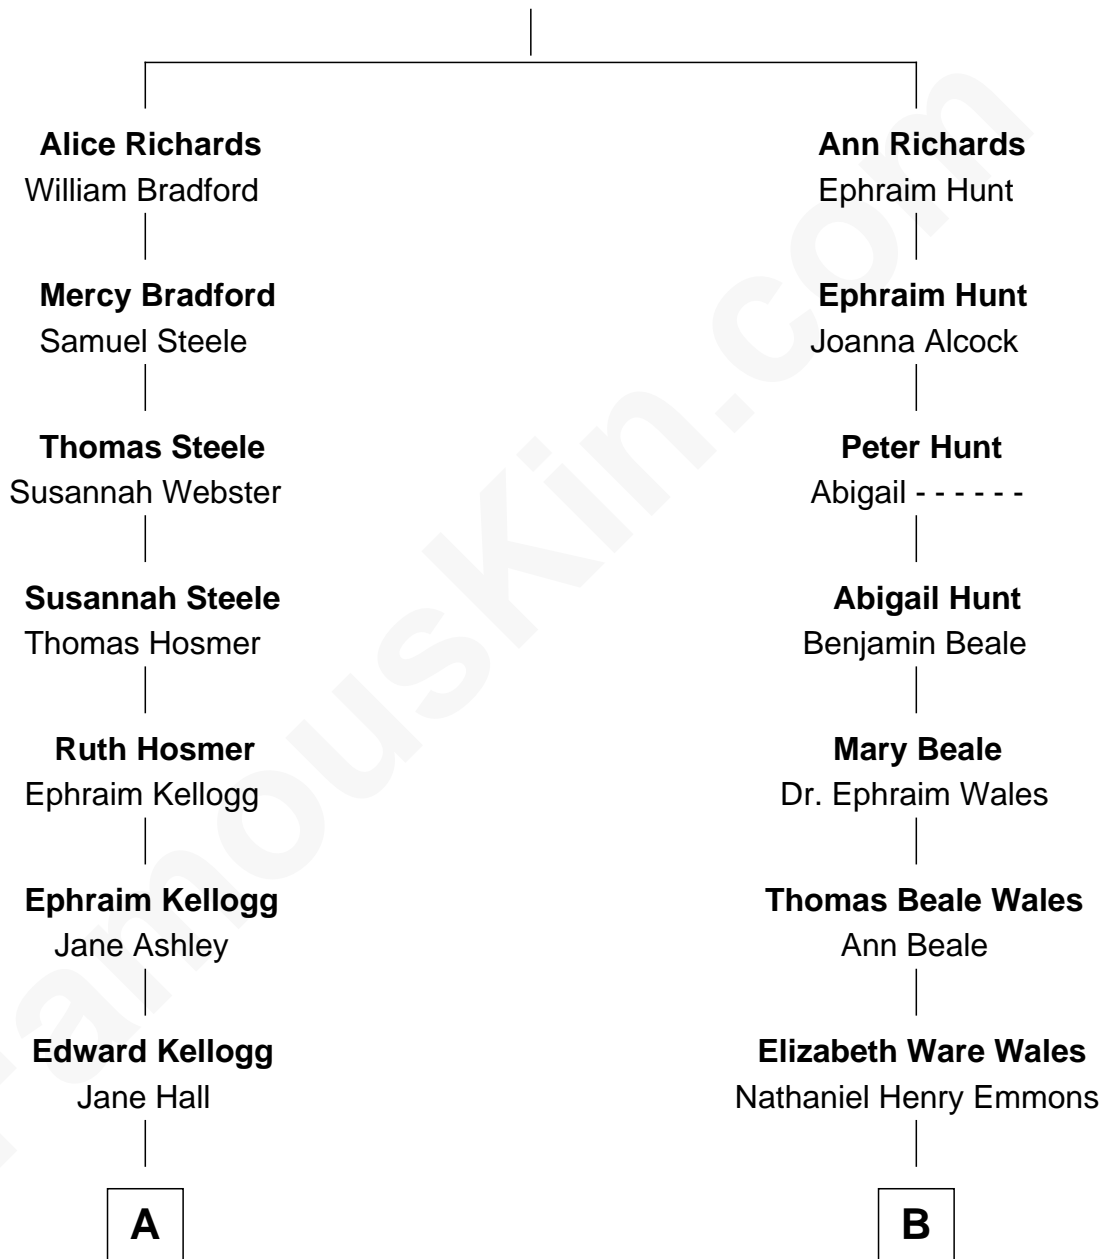 Alice Richards
William Bradford
Mercy Bradford
Samuel Steele
Thomas Steele
Susannah Webster
Susannah Steele
Thomas Hosmer
Ruth Hosmer
Ephraim Kellogg
Ephraim Kellogg
Jane Ashley
Edward Kellogg
Jane Hall
A
Ann Richards
Ephraim Hunt
Ephraim Hunt
Joanna Alcock
Peter Hunt
Abigail - - - - - -
Abigail Hunt
Benjamin Beale
Mary Beale
Dr. Ephraim Wales
Thomas Beale Wales
Ann Beale
Elizabeth Ware Wales
Nathaniel Henry Emmons
B
FamousKin.com